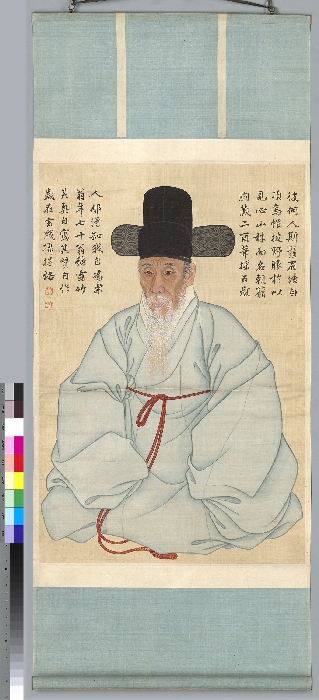 彼何人斯鬚眉皓白
頂烏帽披野服於以
見心山林而名朝籍
胸藏二酉筆搖五嶽
人那得知我自爲樂
翁年七十翁號露竹
其眞自寫其贊自作
歲在玄黓攝提格